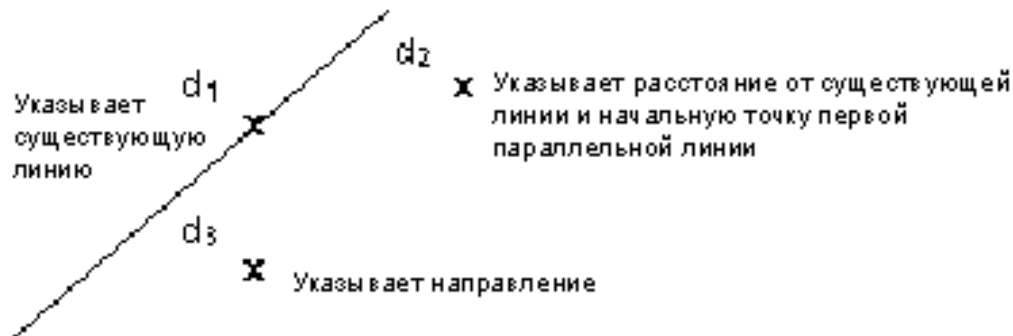 d1
Указывает
существующую
линию
d2
Указывает расстояние от существующей
линии и начальную точку первой
параллельной линии
d3
Указывает направление